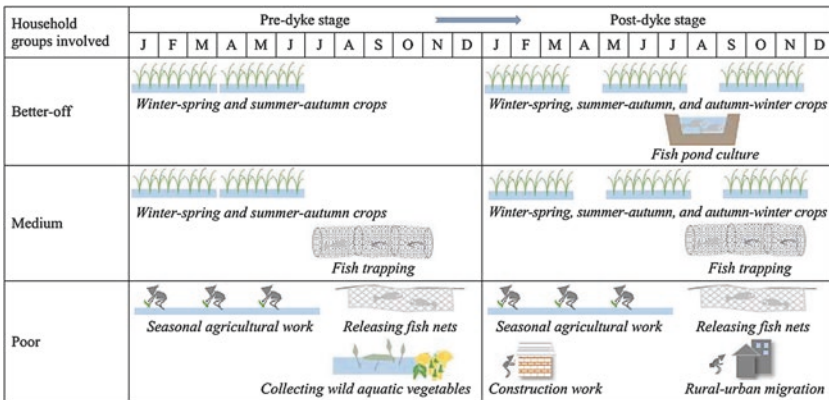 Household groups involved
Pre-dyke stage
Post-dyke stage
J F M A M J J A S O N D J F M A M J J A S O N D
Better-off
Winter-spring and summer-autumn crops
Winter-spring, summer-autumn, and autumn-winter crops
Fish pond culture
Medium
Winter-spring and summer-autumn crops
Winter-spring, summer-autumn, and autumn-winter crops
Fish trapping
Fish trapping
Poor
Seasonal agricultural work
Releasing fish nets
Seasonal agricultural work
Releasing fish nets
Collecting wild aquatic vegetables
Construction work
Rural-urban migration